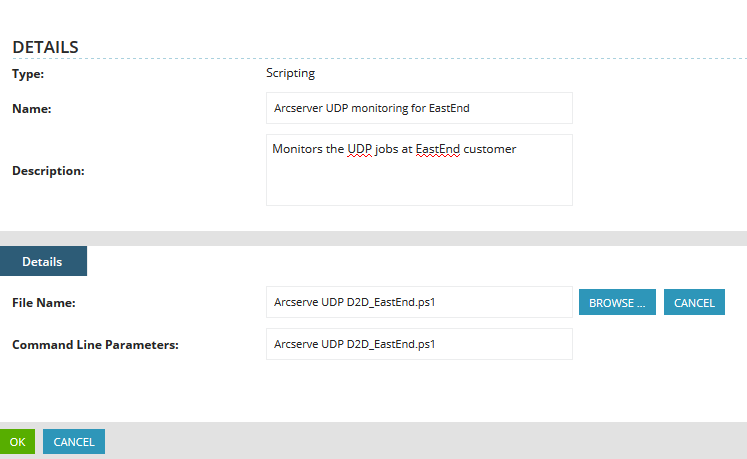 DETAILS
Type: Scripting
Name: Arcserver UDP monitoring for EastEnd
Monitors the UDP jobs at EastEnd customer
Description:
Details
File Name: Arcserve UDP D2D_EastEnd.ps1 BROWSE ... CANCEL
Command Line Parameters: Arcserve UDP D2D_EastEnd.ps1
OK CANCEL